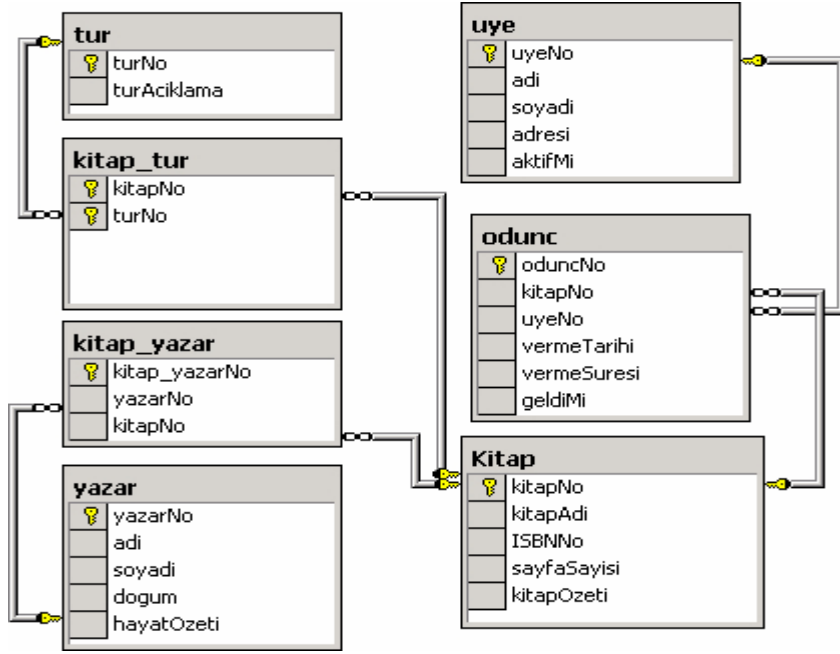 tur
turNo
turAciklama
kitap_tur
kitapNo
turNo
kitap_yazar
kitap_yazarNo
yazarNo
kitapNo
yazar
yazarNo
adi
soyadi
dogum
hayatOzeti
uye
uyeNo
adi
soyadi
adresi
aktifMi
odunc
oduncNo
kitapNo
uyeNo
vermeTarihi
vermeSuresi
geldiMi
Kitap
kitapNo
kitapAdi
ISBNNo
sayfaSayisi
kitapOzeti